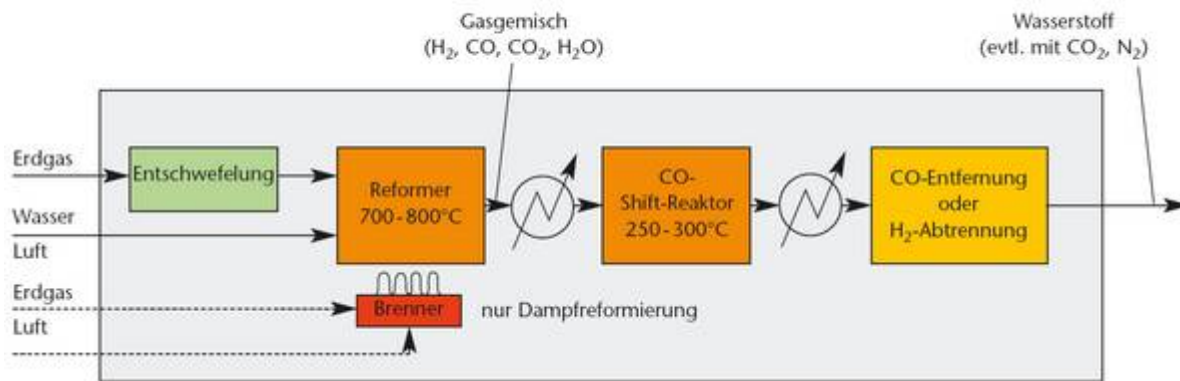 Gasgemisch
(H₂, CO, CO₂, H₂O)
Wasserstoff
(evtl. mit CO₂, N₂)
Erdgas
Entschwefelung
Wasser
Luft
Reformer
700-800°C
CO-
Shift-Reaktor
250-300°C
CO-Entfernung
oder
H₂-Abtrennung
Erdgas
Luft
Brenner
nur Dampfreformierung